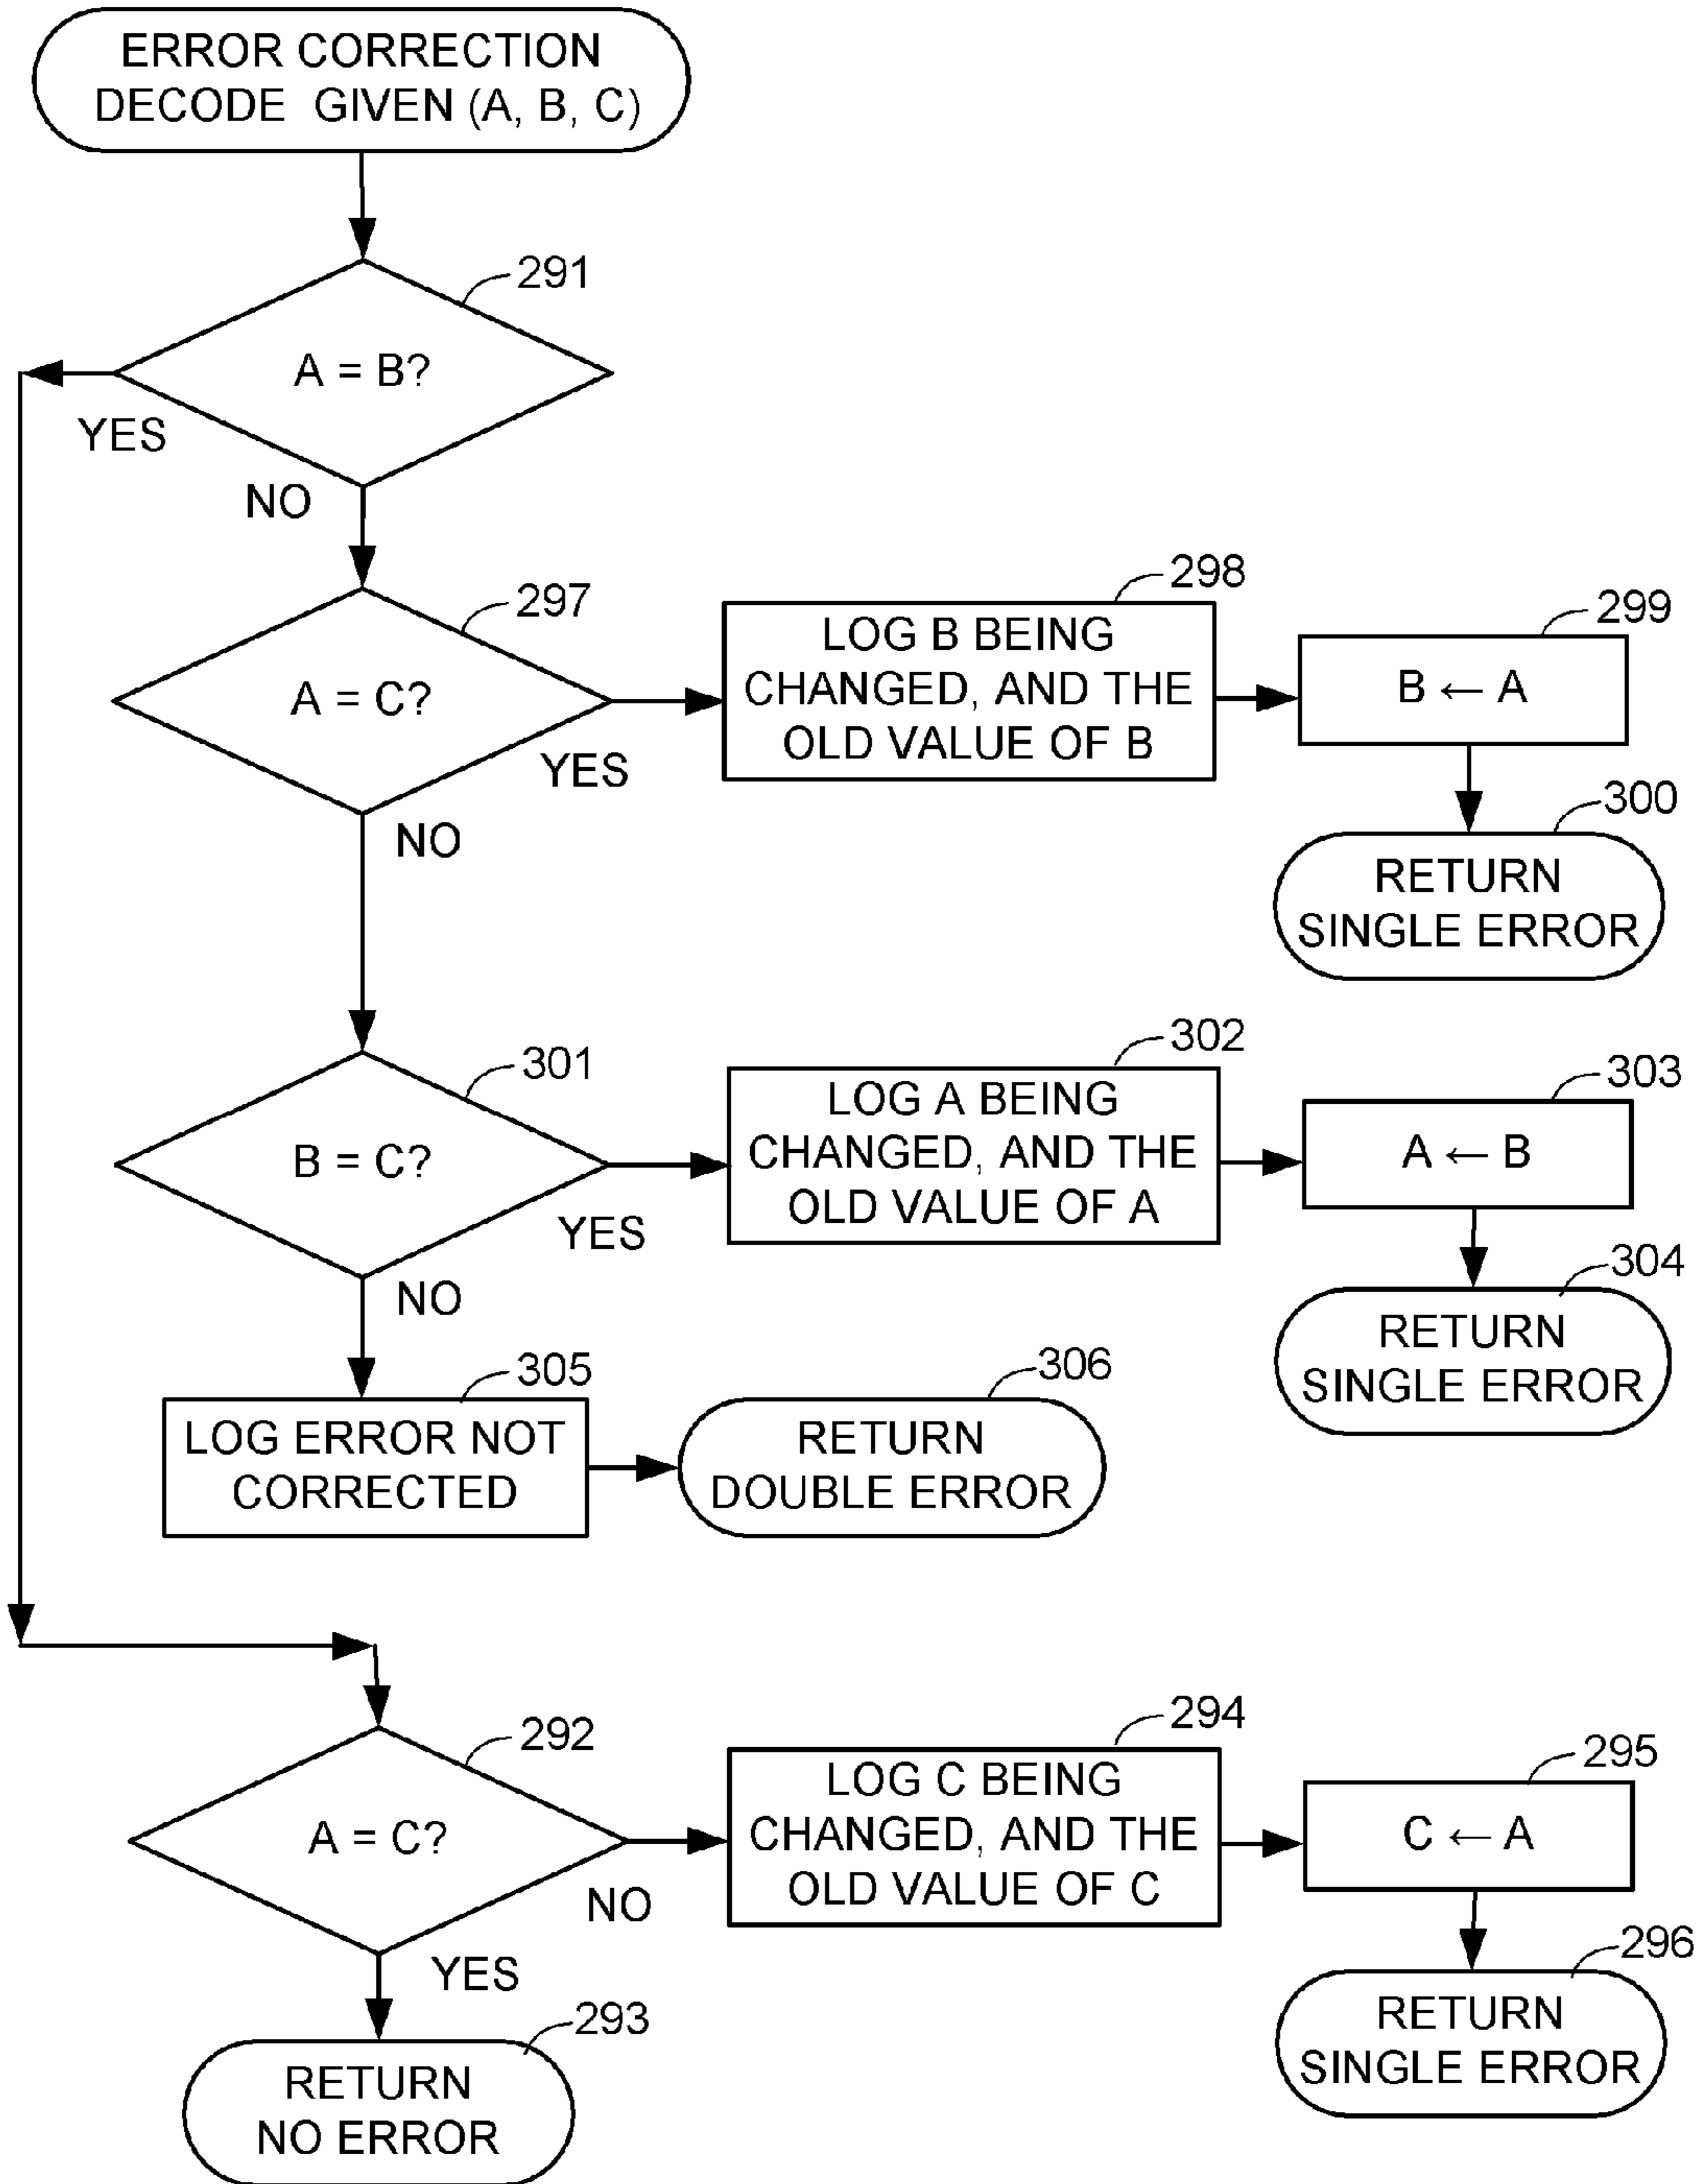 ERROR CORRECTION
DECODE GIVEN (A, B, C)
291
A = B?
YES
NO
297
A = C?
YES
NO
298
LOG B BEING
CHANGED, AND THE
OLD VALUE OF B
299
B ← A
300
RETURN
SINGLE ERROR
301
B = C?
YES
NO
302
LOG A BEING
CHANGED, AND THE
OLD VALUE OF A
303
A ← B
304
RETURN
SINGLE ERROR
305
LOG ERROR NOT
CORRECTED
306
RETURN
DOUBLE ERROR
292
A = C?
NO
YES
294
LOG C BEING
CHANGED, AND THE
OLD VALUE OF C
295
C ← A
296
RETURN
SINGLE ERROR
293
RETURN
NO ERROR